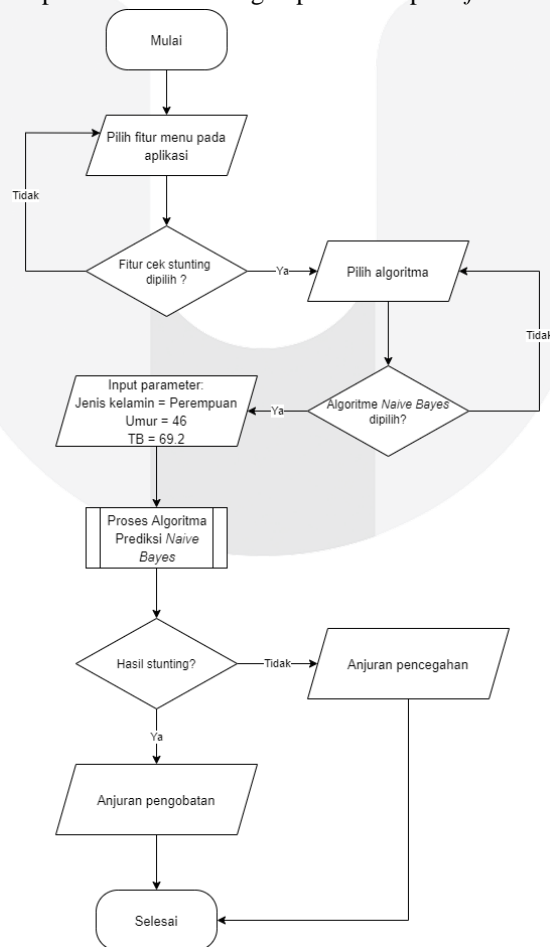 Mulai
Pilih fitur menu pada
aplikasi
Tidak
Fitur cek stunting
dipilih ?
Ya
Pilih algoritma
Tidak
Algoritme Naive Bayes
dipilih?
Ya
Input parameter:
Jenis kelamin = Perempuan
Umur = 46
TB = 69.2
Proses Algoritma
Prediksi Naive
Bayes
Hasil stunting?
Tidak
Anjuran pencegahan
Ya
Anjuran pengobatan
Selesai